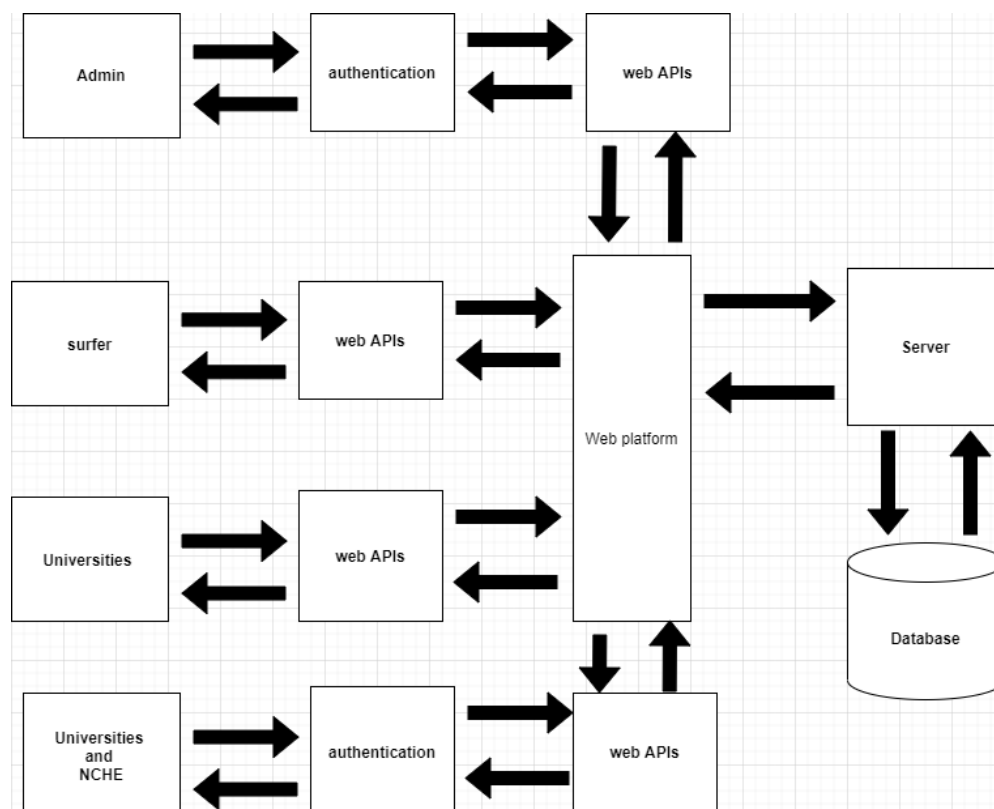 Admin
authentication
web APIs
surfer
web APIs
Web platform
Server
Universities
web APIs
Database
Universities
and
NCHE
authentication
web APIs